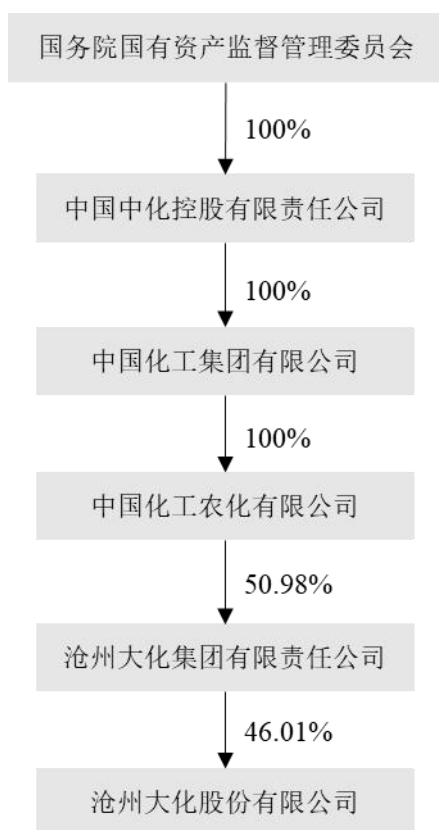 国务院国有资产监督管理委员会
100%
中国中化控股有限责任公司
100%
中国化工集团有限公司
100%
中国化工农化有限公司
50.98%
沧州大化集团有限责任公司
46.01%
沧州大化股份有限公司